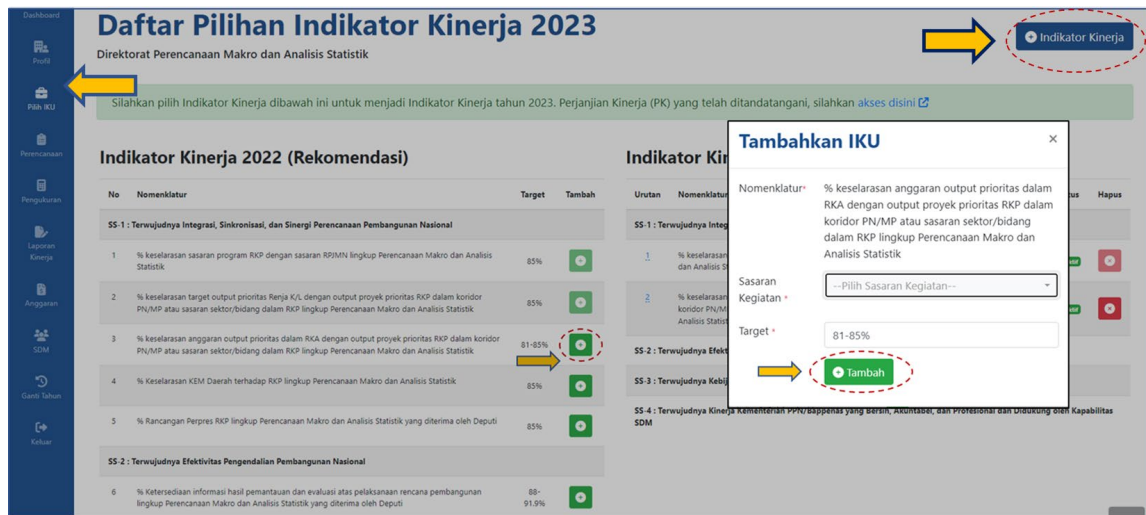 Dashboard
Profil
Pilih IKU
Perencanaan
Pengukuran
Laporan
Kinerja
Anggaran
SDM
Ganti Tahun
Keluar
Daftar Pilihan Indikator Kinerja 2023
Direktorat Perencanaan Makro dan Analisis Statistik
Indikator Kinerja
Silahkan pilih Indikator Kinerja dibawah ini untuk menjadi Indikator Kinerja tahun 2023. Perjanjian Kinerja (PK) yang telah ditandatangani, silahkan akses disini
Indikator Kinerja 2022 (Rekomendasi)
No Nomenklatur Target Tambah
SS-1 : Terwujudnya Integrasi, Sinkronisasi, dan Sinergi Perencanaan Pembangunan Nasional
1 % keselarasan sasaran program RKP dengan sasaran RPJMN lingkup Perencanaan Makro dan Analisis
Statistik 85%
2 % keselarasan target output prioritas Renja K/L dengan output proyek prioritas RKP dalam koridor
PN/MP atau sasaran sektor/bidang dalam RKP lingkup Perencanaan Makro dan Analisis Statistik 85%
3 % keselarasan anggaran output prioritas dalam RKA dengan output proyek prioritas RKP dalam koridor
PN/MP atau sasaran sektor/bidang dalam RKP lingkup Perencanaan Makro dan Analisis Statistik 81-85%
4 % Keselarasan KEM Daerah terhadap RKP lingkup Perencanaan Makro dan Analisis Statistik 85%
5 % Rancangan Perpres RKP lingkup Perencanaan Makro dan Analisis Statistik yang diterima oleh Deputi 85%
SS-2 : Terwujudnya Efektivitas Pengendalian Pembangunan Nasional
6 % Ketersediaan informasi hasil pemantauan dan evaluasi atas pelaksanaan rencana pembangunan 88-
lingkup Perencanaan Makro dan Analisis Statistik yang diterima oleh Deputi 91.9%
Indikator Kin
Urutan Nomenklatur tus Hapus
SS-1 : Terwujudnya Integ
1 % keselarasan
dan Analisis S
2 % keselarasan
koridor PN/M
Analisis Statist
SS-2 : Terwujudnya Efekt
SS-3 : Terwujudnya Kebij
SS-4 : Terwujudnya Kinerja Kementerian PPN/Bappenas yang Bersih, Akuntabel, dan Profesional dan Didukung oleh Kapabilitas
SDM
Tambahkan IKU ×
Nomenklatur* % keselarasan anggaran output prioritas dalam
RKA dengan output proyek prioritas RKP dalam
koridor PN/MP atau sasaran sektor/bidang
dalam RKP lingkup Perencanaan Makro dan
Analisis Statistik
Sasaran
Kegiatan * --Pilih Sasaran Kegiatan--
Target * 81-85%
Tambah